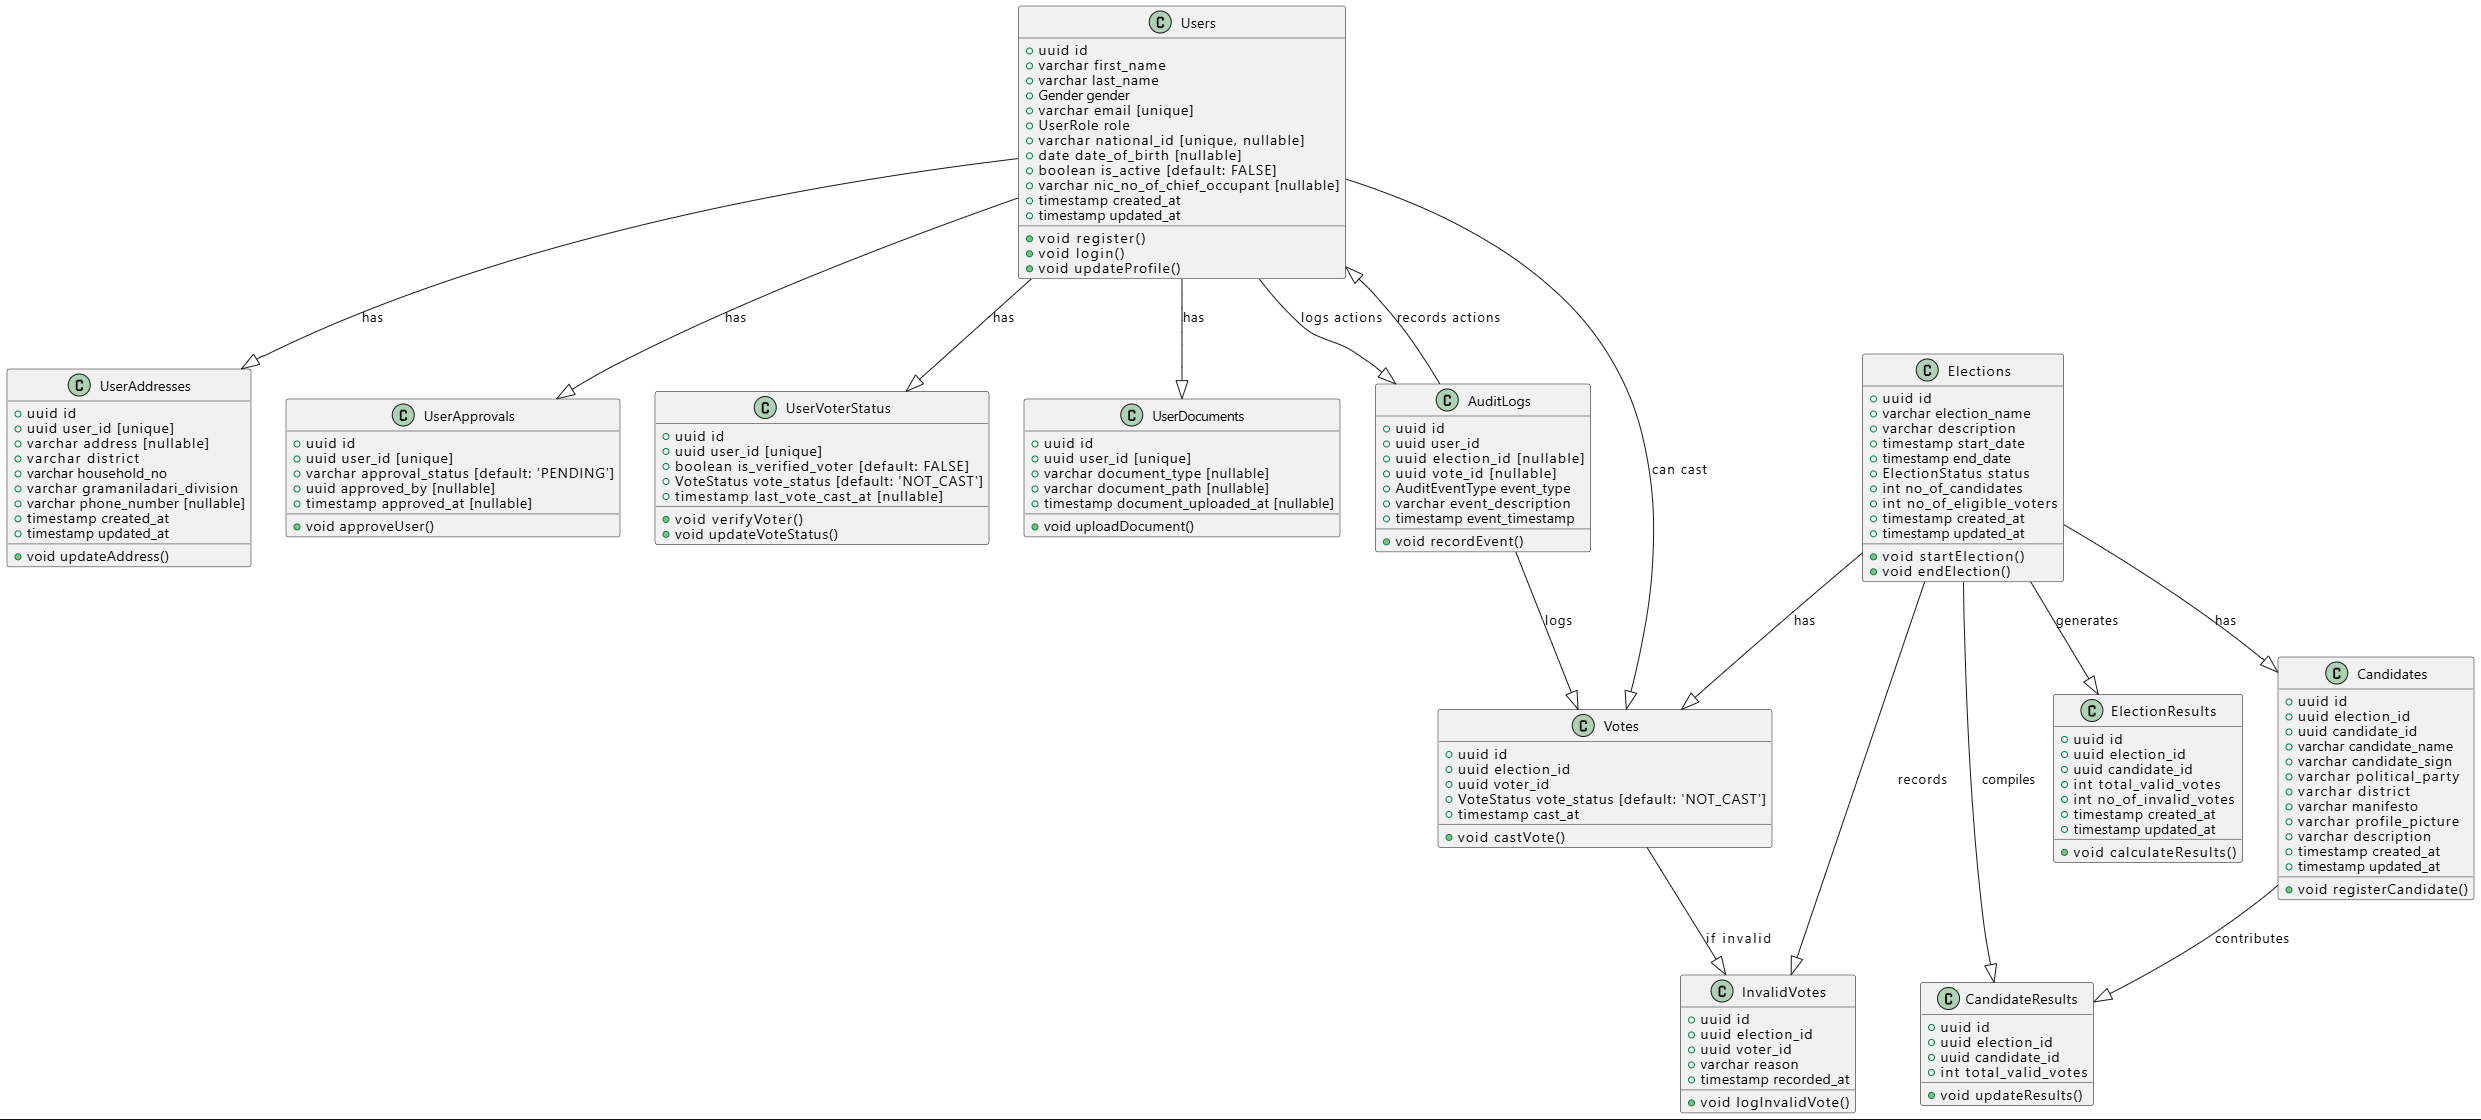 C Users
uuid id
varchar first_name
varchar last_name
Gender gender
varchar email [unique]
UserRole role
varchar national_id [unique, nullable]
date date_of_birth [nullable]
boolean is_active [default: FALSE]
varchar nic_no_of_chief_occupant [nullable]
timestamp created_at
timestamp updated_at
void register()
void login()
void updateProfile()
has
has
has
has
logs actions
records actions
can cast
C UserAddresses
uuid id
uuid user_id [unique]
varchar address [nullable]
varchar district
varchar household_no
varchar gramaniladari_division
varchar phone_number [nullable]
timestamp created_at
timestamp updated_at
void updateAddress()
C UserApprovals
uuid id
uuid user_id [unique]
varchar approval_status [default: 'PENDING']
uuid approved_by [nullable]
timestamp approved_at [nullable]
void approveUser()
C UserVoterStatus
uuid id
uuid user_id [unique]
boolean is_verified_voter [default: FALSE]
VoteStatus vote_status [default: 'NOT_CAST']
timestamp last_vote_cast_at [nullable]
void verifyVoter()
void updateVoteStatus()
C UserDocuments
uuid id
uuid user_id [unique]
varchar document_type [nullable]
varchar document_path [nullable]
timestamp document_uploaded_at [nullable]
void uploadDocument()
C AuditLogs
uuid id
uuid user_id
uuid election_id [nullable]
uuid vote_id [nullable]
AuditEventType event_type
varchar event_description
timestamp event_timestamp
void recordEvent()
C Elections
uuid id
varchar election_name
varchar description
timestamp start_date
timestamp end_date
ElectionStatus status
int no_of_candidates
int no_of_eligible_voters
timestamp created_at
timestamp updated_at
void startElection()
void endElection()
logs
has
generates
has
records
compiles
C Votes
uuid id
uuid election_id
uuid voter_id
VoteStatus vote_status [default: 'NOT_CAST']
timestamp cast_at
void castVote()
C ElectionResults
uuid id
uuid election_id
uuid candidate_id
int total_valid_votes
int no_of_invalid_votes
timestamp created_at
timestamp updated_at
void calculateResults()
C Candidates
uuid id
uuid election_id
uuid candidate_id
varchar candidate_name
varchar candidate_sign
varchar political_party
varchar district
varchar manifesto
varchar profile_picture
varchar description
timestamp created_at
timestamp updated_at
void registerCandidate()
if invalid
contributes
C InvalidVotes
uuid id
uuid election_id
uuid voter_id
varchar reason
timestamp recorded_at
void logInvalidVote()
C CandidateResults
uuid id
uuid election_id
uuid candidate_id
int total_valid_votes
void updateResults()